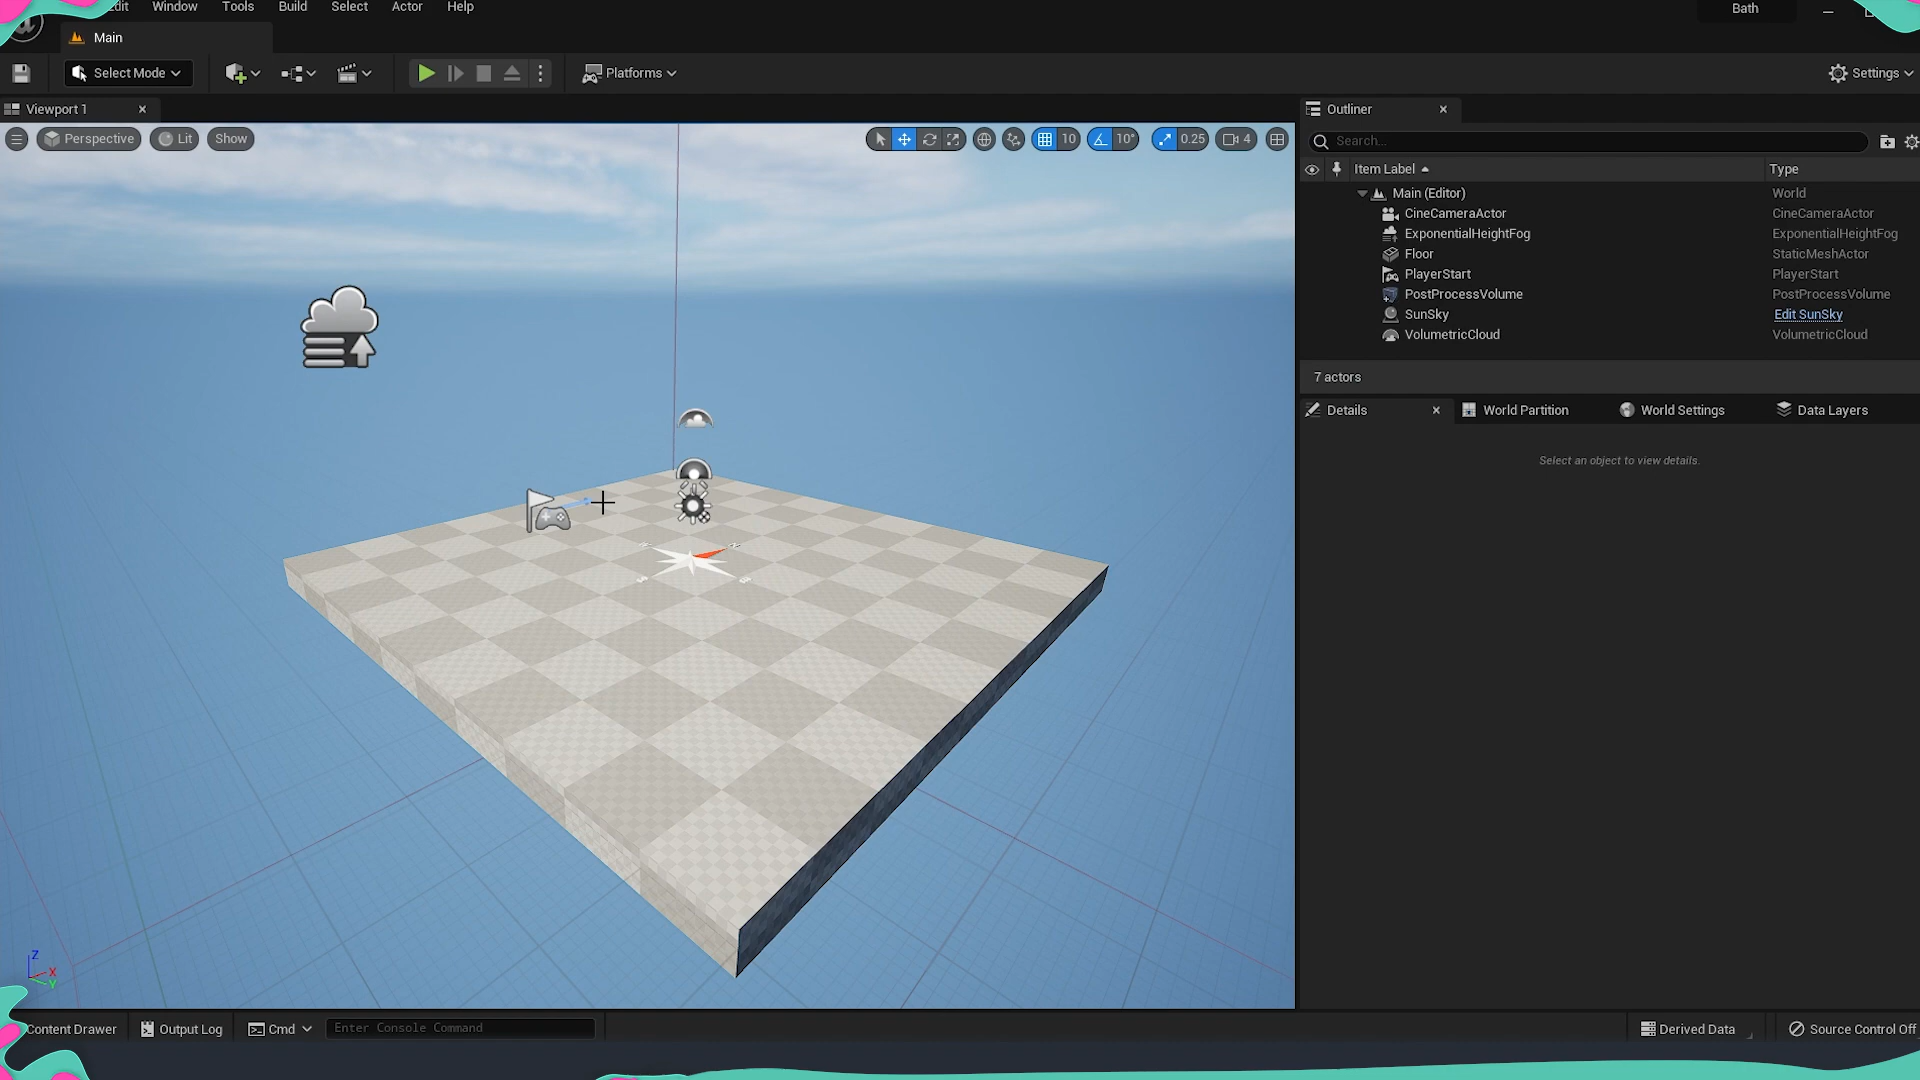 dit Window Tools Build Select Actor Help Bath
Main
Select Mode Platforms Settings
Viewport 1 Outliner
Perspective Lit Show 10 10° 0.25 4 Search...
Item Label Type
Main (Editor) World
CineCameraActor CineCameraActor
ExponentialHeightFog ExponentialHeightFog
Floor StaticMeshActor
PlayerStart PlayerStart
PostProcessVolume PostProcessVolume
SunSky Edit SunSky
VolumetricCloud VolumetricCloud
7 actors
Details World Partition World Settings Data Layers
Select an object to view details.
Z
X
Y
Content Drawer Output Log Cmd Enter Console Command Derived Data Source Control Off